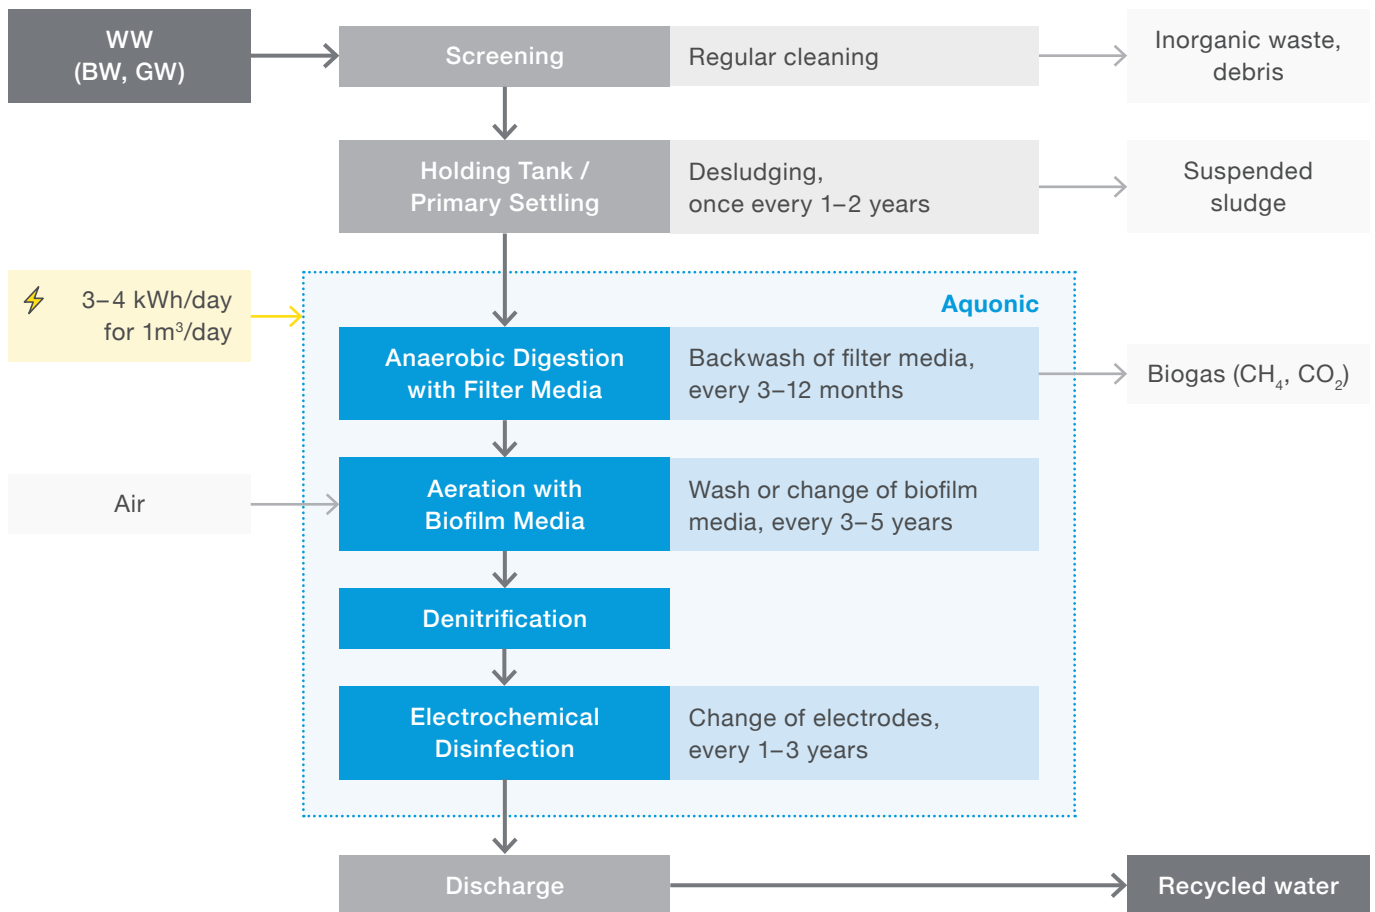 WW
(BW, GW)
Screening
Regular cleaning
Inorganic waste,
debris
Holding Tank /
Primary Settling
Desludging,
once every 1–2 years
Suspended
sludge
3–4 kWh/day
for 1m³/day
Aquonic
Anaerobic Digestion
with Filter Media
Backwash of filter media,
every 3–12 months
Biogas (CH₄, CO₂)
Air
Aeration with
Biofilm Media
Wash or change of biofilm
media, every 3–5 years
Denitrification
Electrochemical
Disinfection
Change of electrodes,
every 1–3 years
Discharge
Recycled water